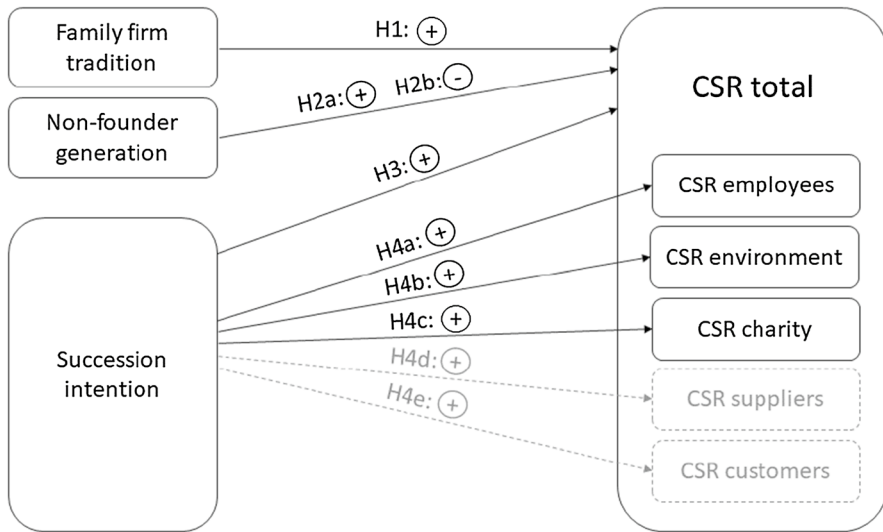 Family firm
tradition
Non-founder
generation
Succession
intention
H1: +
H2a: + H2b: -
H3: +
H4a: +
H4b: +
H4c: +
H4d: +
H4e: +
CSR total
CSR employees
CSR environment
CSR charity
CSR suppliers
CSR customers